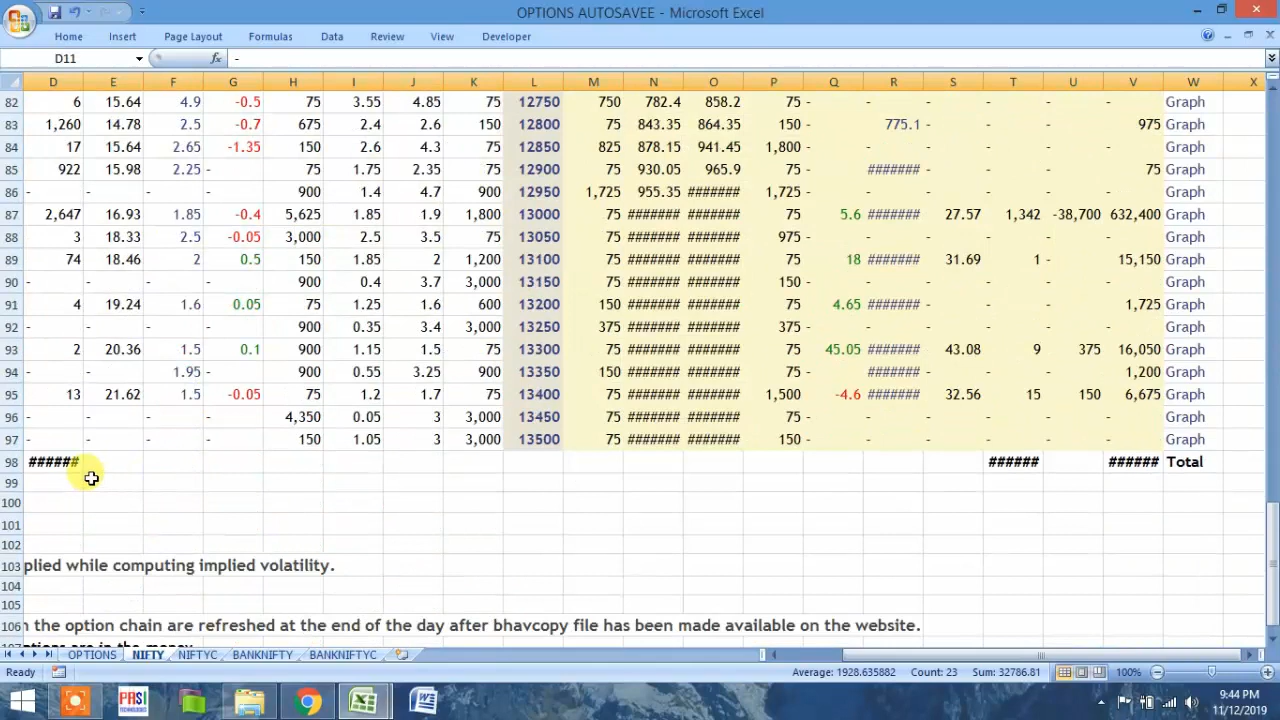 OPTIONS AUTOSAVEE - Microsoft Excel
Home Insert Page Layout Formulas Data Review View Developer
D11 fx -
D E F G H I J K L M N O P Q R S T U V W X
82 6 15.64 4.9 -0.5 75 3.55 4.85 75 12750 750 782.4 858.2 75 - - - - - - Graph
83 1,260 14.78 2.5 -0.7 675 2.4 2.6 150 12800 75 843.35 864.35 150 - 775.1 - - - 975 Graph
84 17 15.64 2.65 -1.35 150 2.6 4.3 75 12850 825 878.15 941.45 1,800 - - - - - - Graph
85 922 15.98 2.25 - 75 1.75 2.35 75 12900 75 930.05 965.9 75 - ####### - - - 75 Graph
86 - - - - 900 1.4 4.7 900 12950 1,725 955.35 ####### 1,725 - - - - - - Graph
87 2,647 16.93 1.85 -0.4 5,625 1.85 1.9 1,800 13000 75 ####### ####### 75 5.6 ####### 27.57 1,342 -38,700 632,400 Graph
88 3 18.33 2.5 -0.05 3,000 2.5 3.5 75 13050 75 ####### ####### 975 - - - - - - Graph
89 74 18.46 2 0.5 150 1.85 2 1,200 13100 75 ####### ####### 75 18 ####### 31.69 1 - 15,150 Graph
90 - - - - 900 0.4 3.7 3,000 13150 75 ####### ####### 150 - - - - - - Graph
91 4 19.24 1.6 0.05 75 1.25 1.6 600 13200 150 ####### ####### 75 4.65 ####### - - - 1,725 Graph
92 - - - - 900 0.35 3.4 3,000 13250 375 ####### ####### 375 - - - - - - Graph
93 2 20.36 1.5 0.1 900 1.15 1.5 75 13300 75 ####### ####### 75 45.05 ####### 43.08 9 375 16,050 Graph
94 - - 1.95 - 900 0.55 3.25 900 13350 150 ####### ####### 75 - ####### - - - 1,200 Graph
95 13 21.62 1.5 -0.05 75 1.2 1.7 75 13400 75 ####### ####### 1,500 -4.6 ####### 32.56 15 150 6,675 Graph
96 - - - - 4,350 0.05 3 3,000 13450 75 ####### ####### 75 - - - - - - Graph
97 - - - - 150 1.05 3 3,000 13500 75 ####### ####### 150 - - - - - - Graph
98 ###### ###### ###### Total
99
100
101
102
103 plied while computing implied volatility.
104
105
106 the option chain are refreshed at the end of the day after bhavcopy file has been made available on the website.
are in the money
OPTIONS NIFTY NIFTYC BANKNIFTY BANKNIFTYC
Ready Average: 1928.635882 Count: 23 Sum: 32786.81 100%
PASI TECHNOLOGIES
9:44 PM
11/12/2019